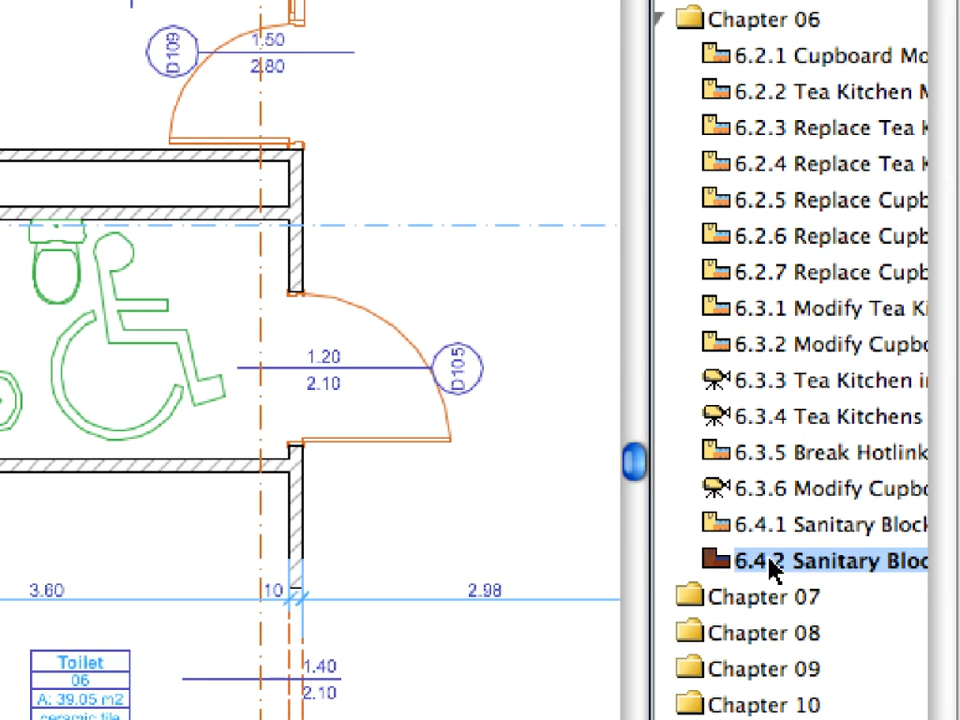 D109
1.50
2.80
1.20
2.10
D105
3.60
10
2.98
1.40
2.10
Toilet
06
A: 39.05 m2
ceramic tile
Chapter 06
6.2.1 Cupboard Mo
6.2.2 Tea Kitchen M
6.2.3 Replace Tea K
6.2.4 Replace Tea K
6.2.5 Replace Cupb
6.2.6 Replace Cupb
6.2.7 Replace Cupb
6.3.1 Modify Tea Ki
6.3.2 Modify Cupbo
6.3.3 Tea Kitchen in
6.3.4 Tea Kitchens
6.3.5 Break Hotlink
6.3.6 Modify Cupbo
6.4.1 Sanitary Block
6.4.2 Sanitary Bloc
Chapter 07
Chapter 08
Chapter 09
Chapter 10